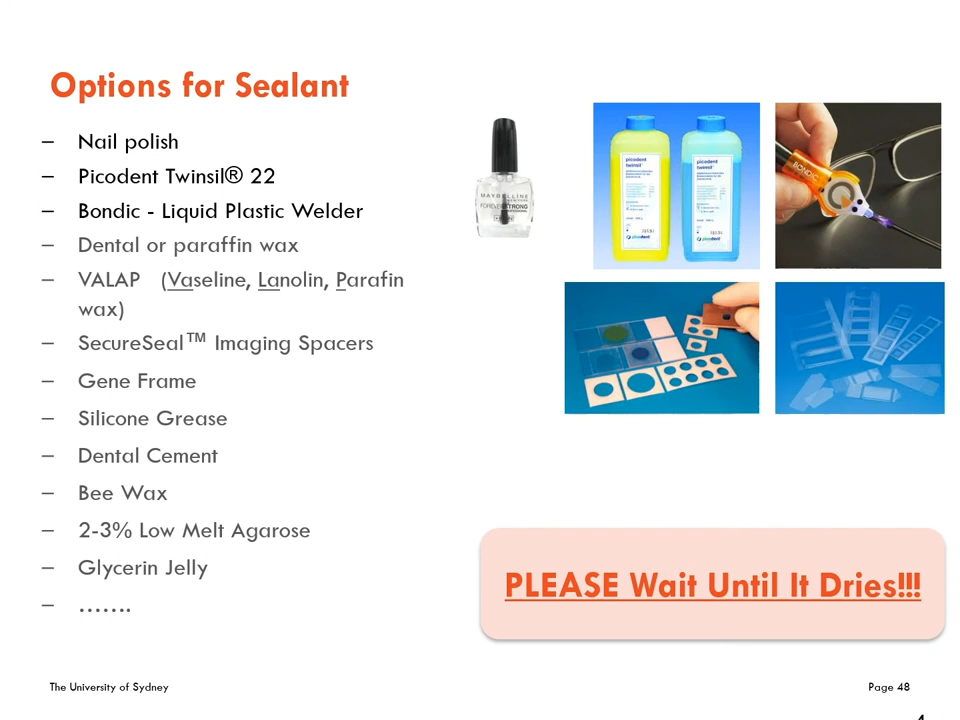 Options for Sealant
– Nail polish
– Picodent Twinsil® 22
– Bondic - Liquid Plastic Welder
– Dental or paraffin wax
– VALAP (Vaseline, Lanolin, Parafin
wax)
– SecureSeal™ Imaging Spacers
– Gene Frame
– Silicone Grease
– Dental Cement
– Bee Wax
– 2-3% Low Melt Agarose
– Glycerin Jelly
– …….
MAYBELLINE
FOREVER STRONG
picodent
twinsil
picodent
picodent
twinsil
picodent
BONDIC
PLEASE Wait Until It Dries!!!
The University of Sydney
Page 48